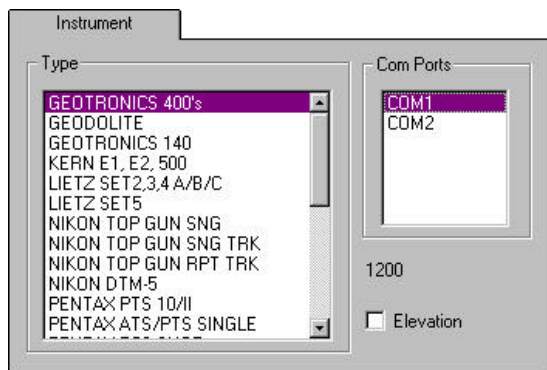 Instrument
Type
GEOTRONICS 400's
GEODOLITE
GEOTRONICS 140
KERN E1, E2, 500
LIETZ SET2,3,4 A/B/C
LIETZ SET5
NIKON TOP GUN SNG
NIKON TOP GUN SNG TRK
NIKON TOP GUN RPT TRK
NIKON DTM-5
PENTAX PTS 10/II
PENTAX ATS/PTS SINGLE
Com Ports
COM1
COM2
1200
Elevation